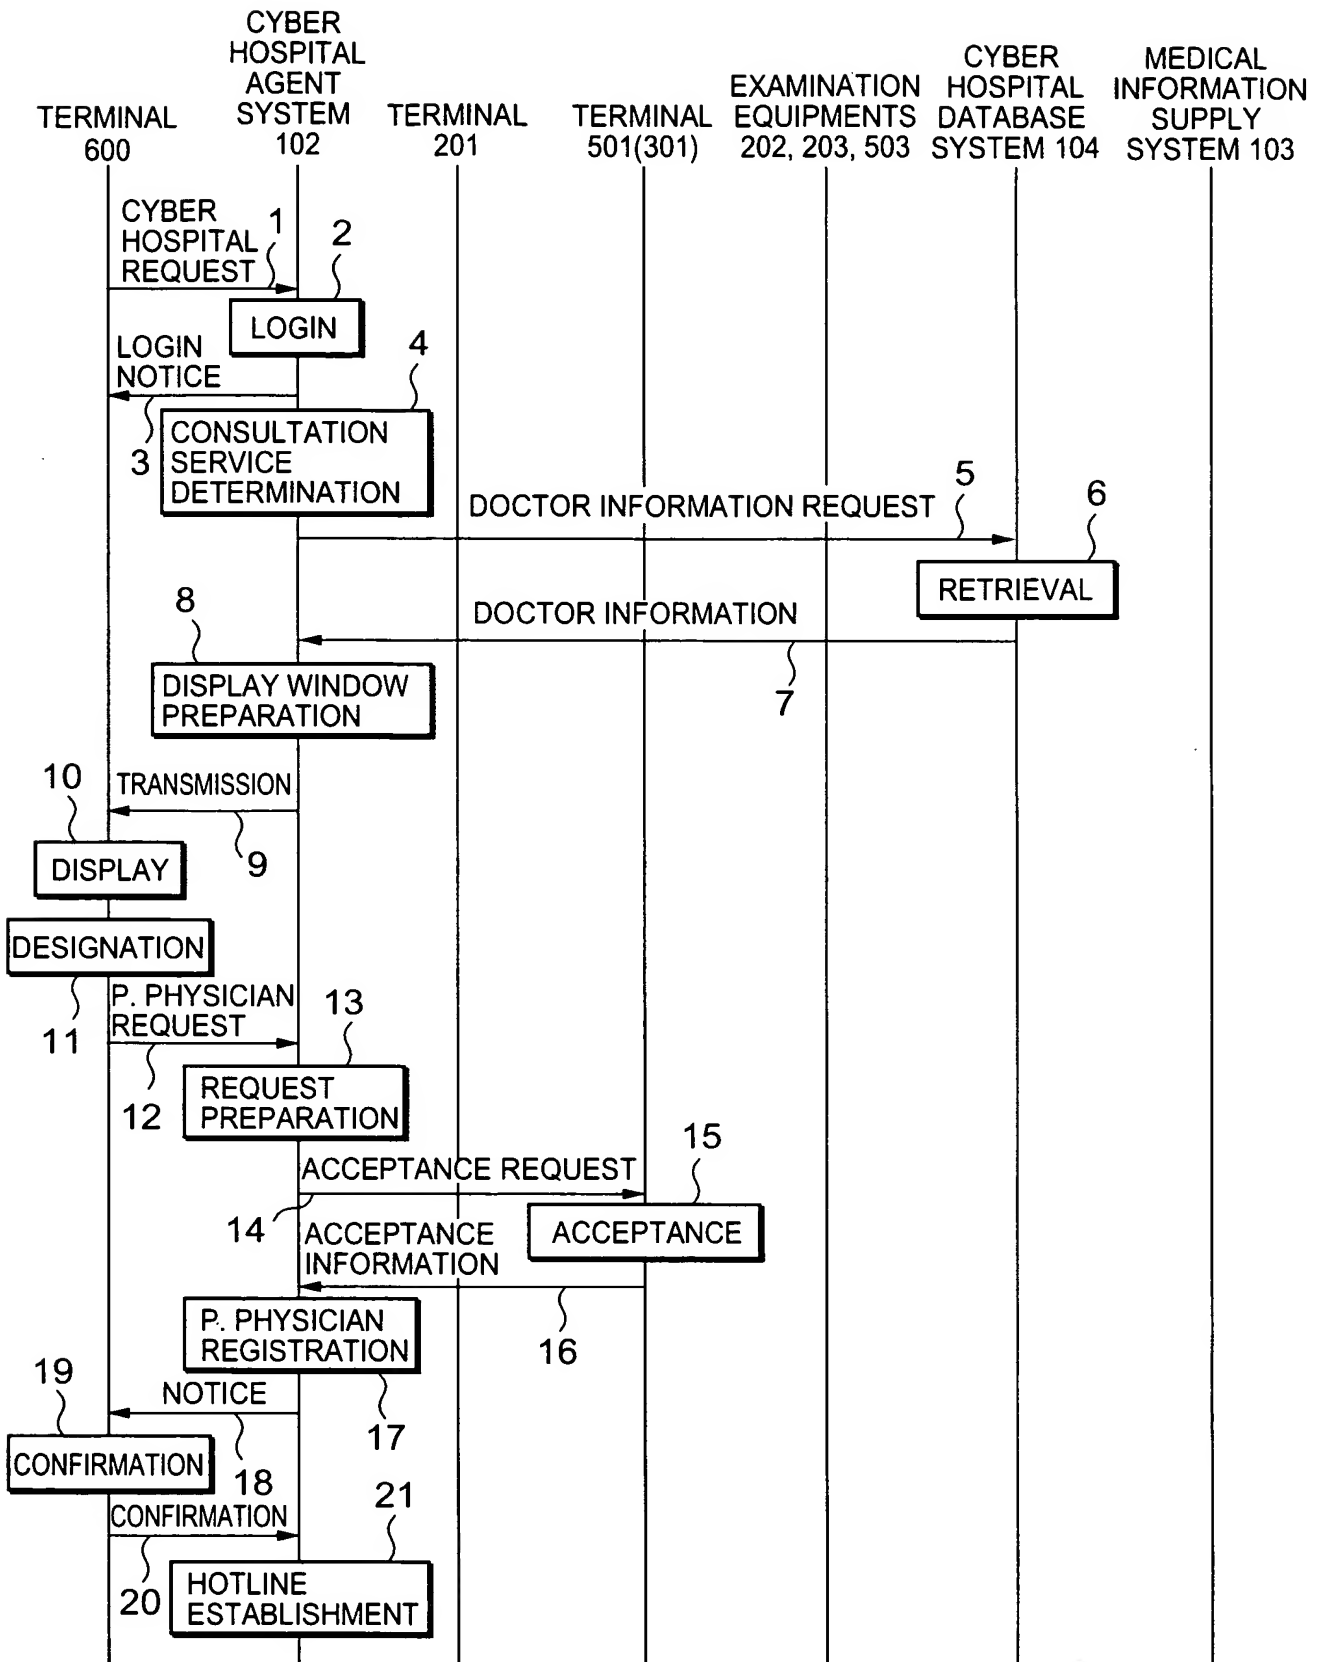 TERMINAL
600
CYBER
HOSPITAL
AGENT
SYSTEM
102
TERMINAL
201
TERMINAL
501(301)
EXAMINATION
EQUIPMENTS
202, 203, 503
CYBER
HOSPITAL
DATABASE
SYSTEM 104
MEDICAL
INFORMATION
SUPPLY
SYSTEM 103
CYBER
HOSPITAL
REQUEST
1
2
LOGIN
LOGIN
NOTICE
3
4
CONSULTATION
SERVICE
DETERMINATION
DOCTOR INFORMATION REQUEST
5
6
RETRIEVAL
DOCTOR INFORMATION
7
8
DISPLAY WINDOW
PREPARATION
TRANSMISSION
9
10
DISPLAY
DESIGNATION
11
P. PHYSICIAN
REQUEST
12
13
REQUEST
PREPARATION
ACCEPTANCE REQUEST
14
15
ACCEPTANCE
ACCEPTANCE
INFORMATION
16
P. PHYSICIAN
REGISTRATION
17
NOTICE
18
19
CONFIRMATION
CONFIRMATION
20
21
HOTLINE
ESTABLISHMENT